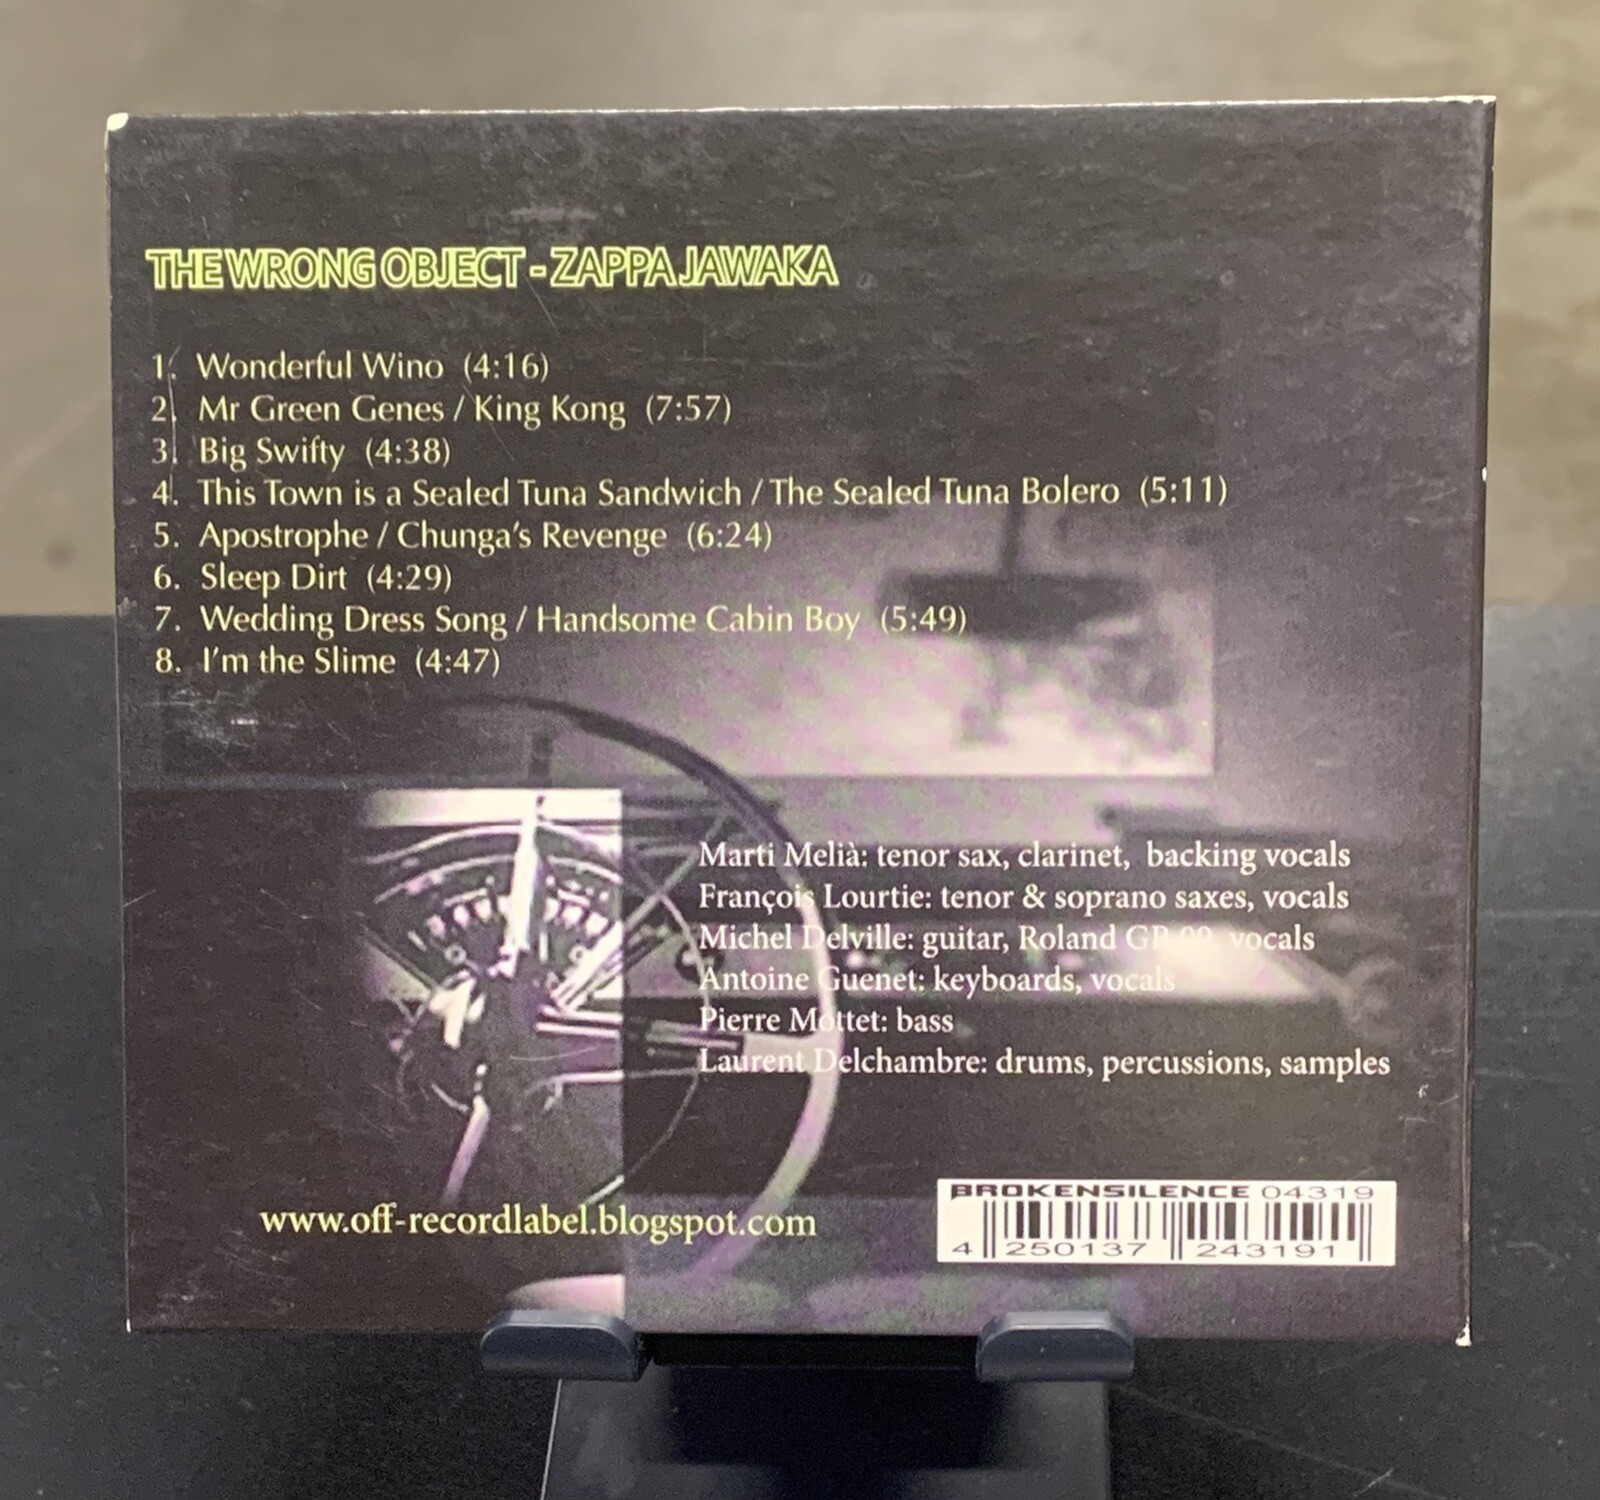 THE WRONG OBJECT - ZAPPA JAWAKA
1. Wonderful Wino (4:16)
2. Mr Green Genes / King Kong (7:57)
3. Big Swifty (4:38)
4. This Town is a Sealed Tuna Sandwich / The Sealed Tuna Bolero (5:11)
5. Apostrophe / Chunga's Revenge (6:24)
6. Sleep Dirt (4:29)
7. Wedding Dress Song / Handsome Cabin Boy (5:49)
8. I'm the Slime (4:47)
Marti Melià: tenor sax, clarinet, backing vocals
François Lourtie: tenor & soprano saxes, vocals
Michel Delville: guitar, Roland vocals
Antoine Guenet: keyboards, vocals
Pierre Mottet: bass
Laurent Delchambre: drums, percussions, samples
www.off-recordlabel.blogspot.com
BROKENSILENCE 04319
4 250137 243191